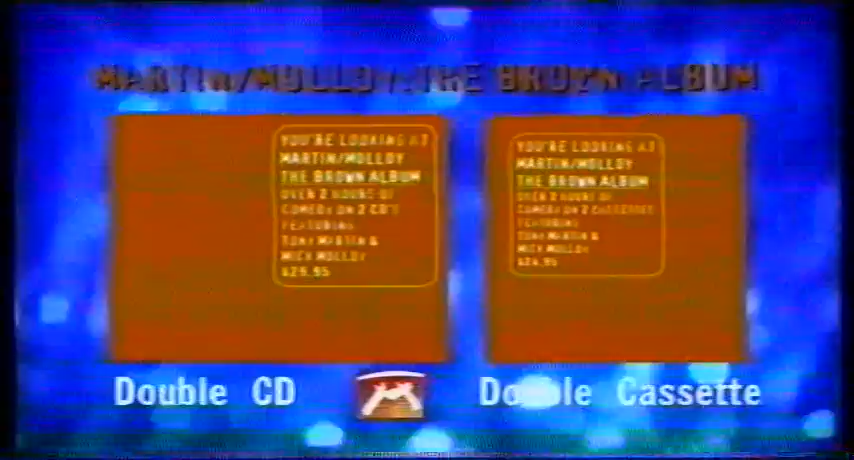 MARTIN/MOLLOY:THE BROWN ALBUM
YOU'RE LOOKING AT
MARTIN/MOLLOY
THE BROWN ALBUM
OVER 2 HOURS OF
COMEDY ON 2 CD'S
FEATURING
TONY MARTIN &
MICK MOLLOY
$29.95
YOU'RE LOOKING AT
MARTIN/MOLLOY
THE BROWN ALBUM
OVER 2 HOURS OF
COMEDY ON 2 CASSETTES
FEATURING
TONY MARTIN &
MICK MOLLOY
$24.95
Double CD
Double Cassette